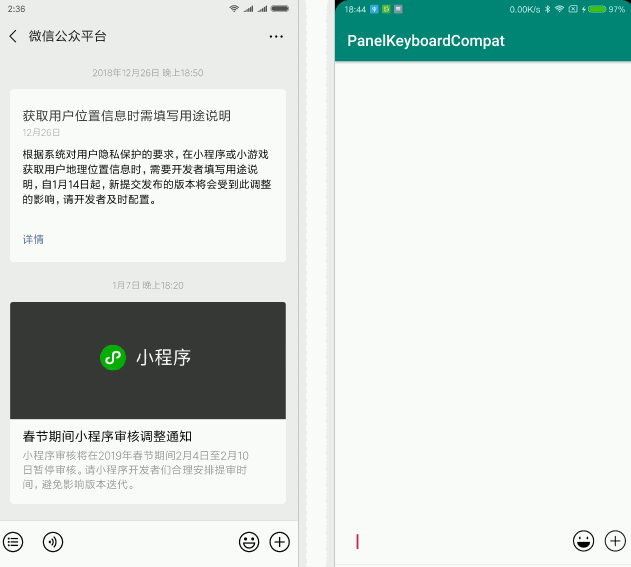 2:36
微信公众平台
2018年12月26日 晚上18:50
获取用户位置信息时需填写用途说明
12月26日
根据系统对用户隐私保护的要求，在小程序或小游戏
获取用户地理位置信息时，需要开发者填写用途说
明，自1月14日起，新提交发布的版本将会受到此调整
的影响，请开发者及时配置。
详情
1月7日 晚上18:20
小程序
春节期间小程序审核调整通知
小程序审核将在2019年春节期间2月4日至2月10
日暂停审核。请小程序开发者们合理安排提审时
间，避免影响版本迭代。
18:44
0.00K/s
97%
PanelKeyboardCompat